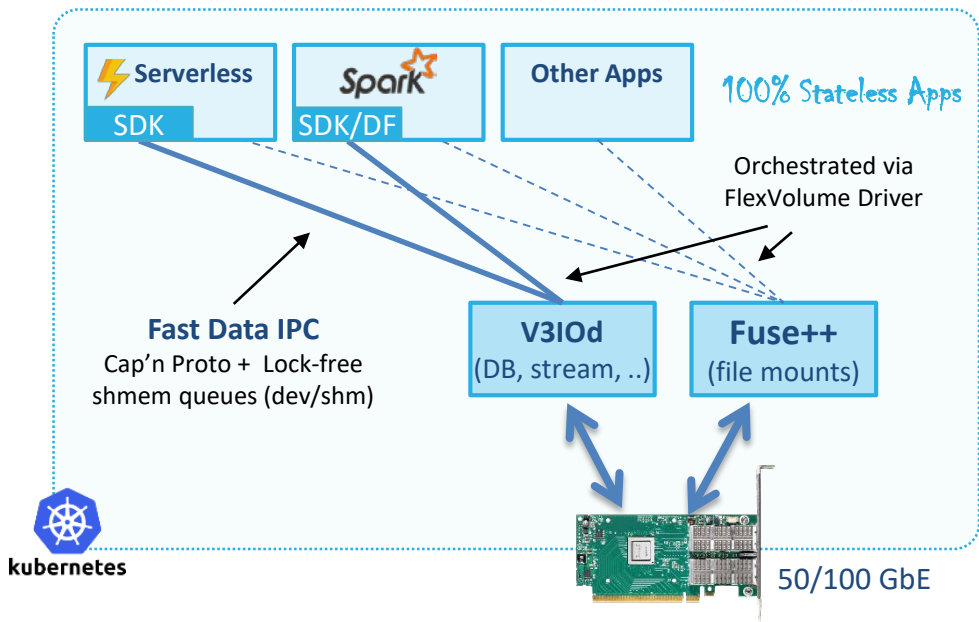 Serverless
SDK
Spark
SDK/DF
Other Apps
100% Stateless Apps
Orchestrated via
FlexVolume Driver
Fast Data IPC
Cap'n Proto + Lock-free
shmem queues (dev/shm)
V3IOd
(DB, stream, ..)
Fuse++
(file mounts)
kubernetes
50/100 GbE